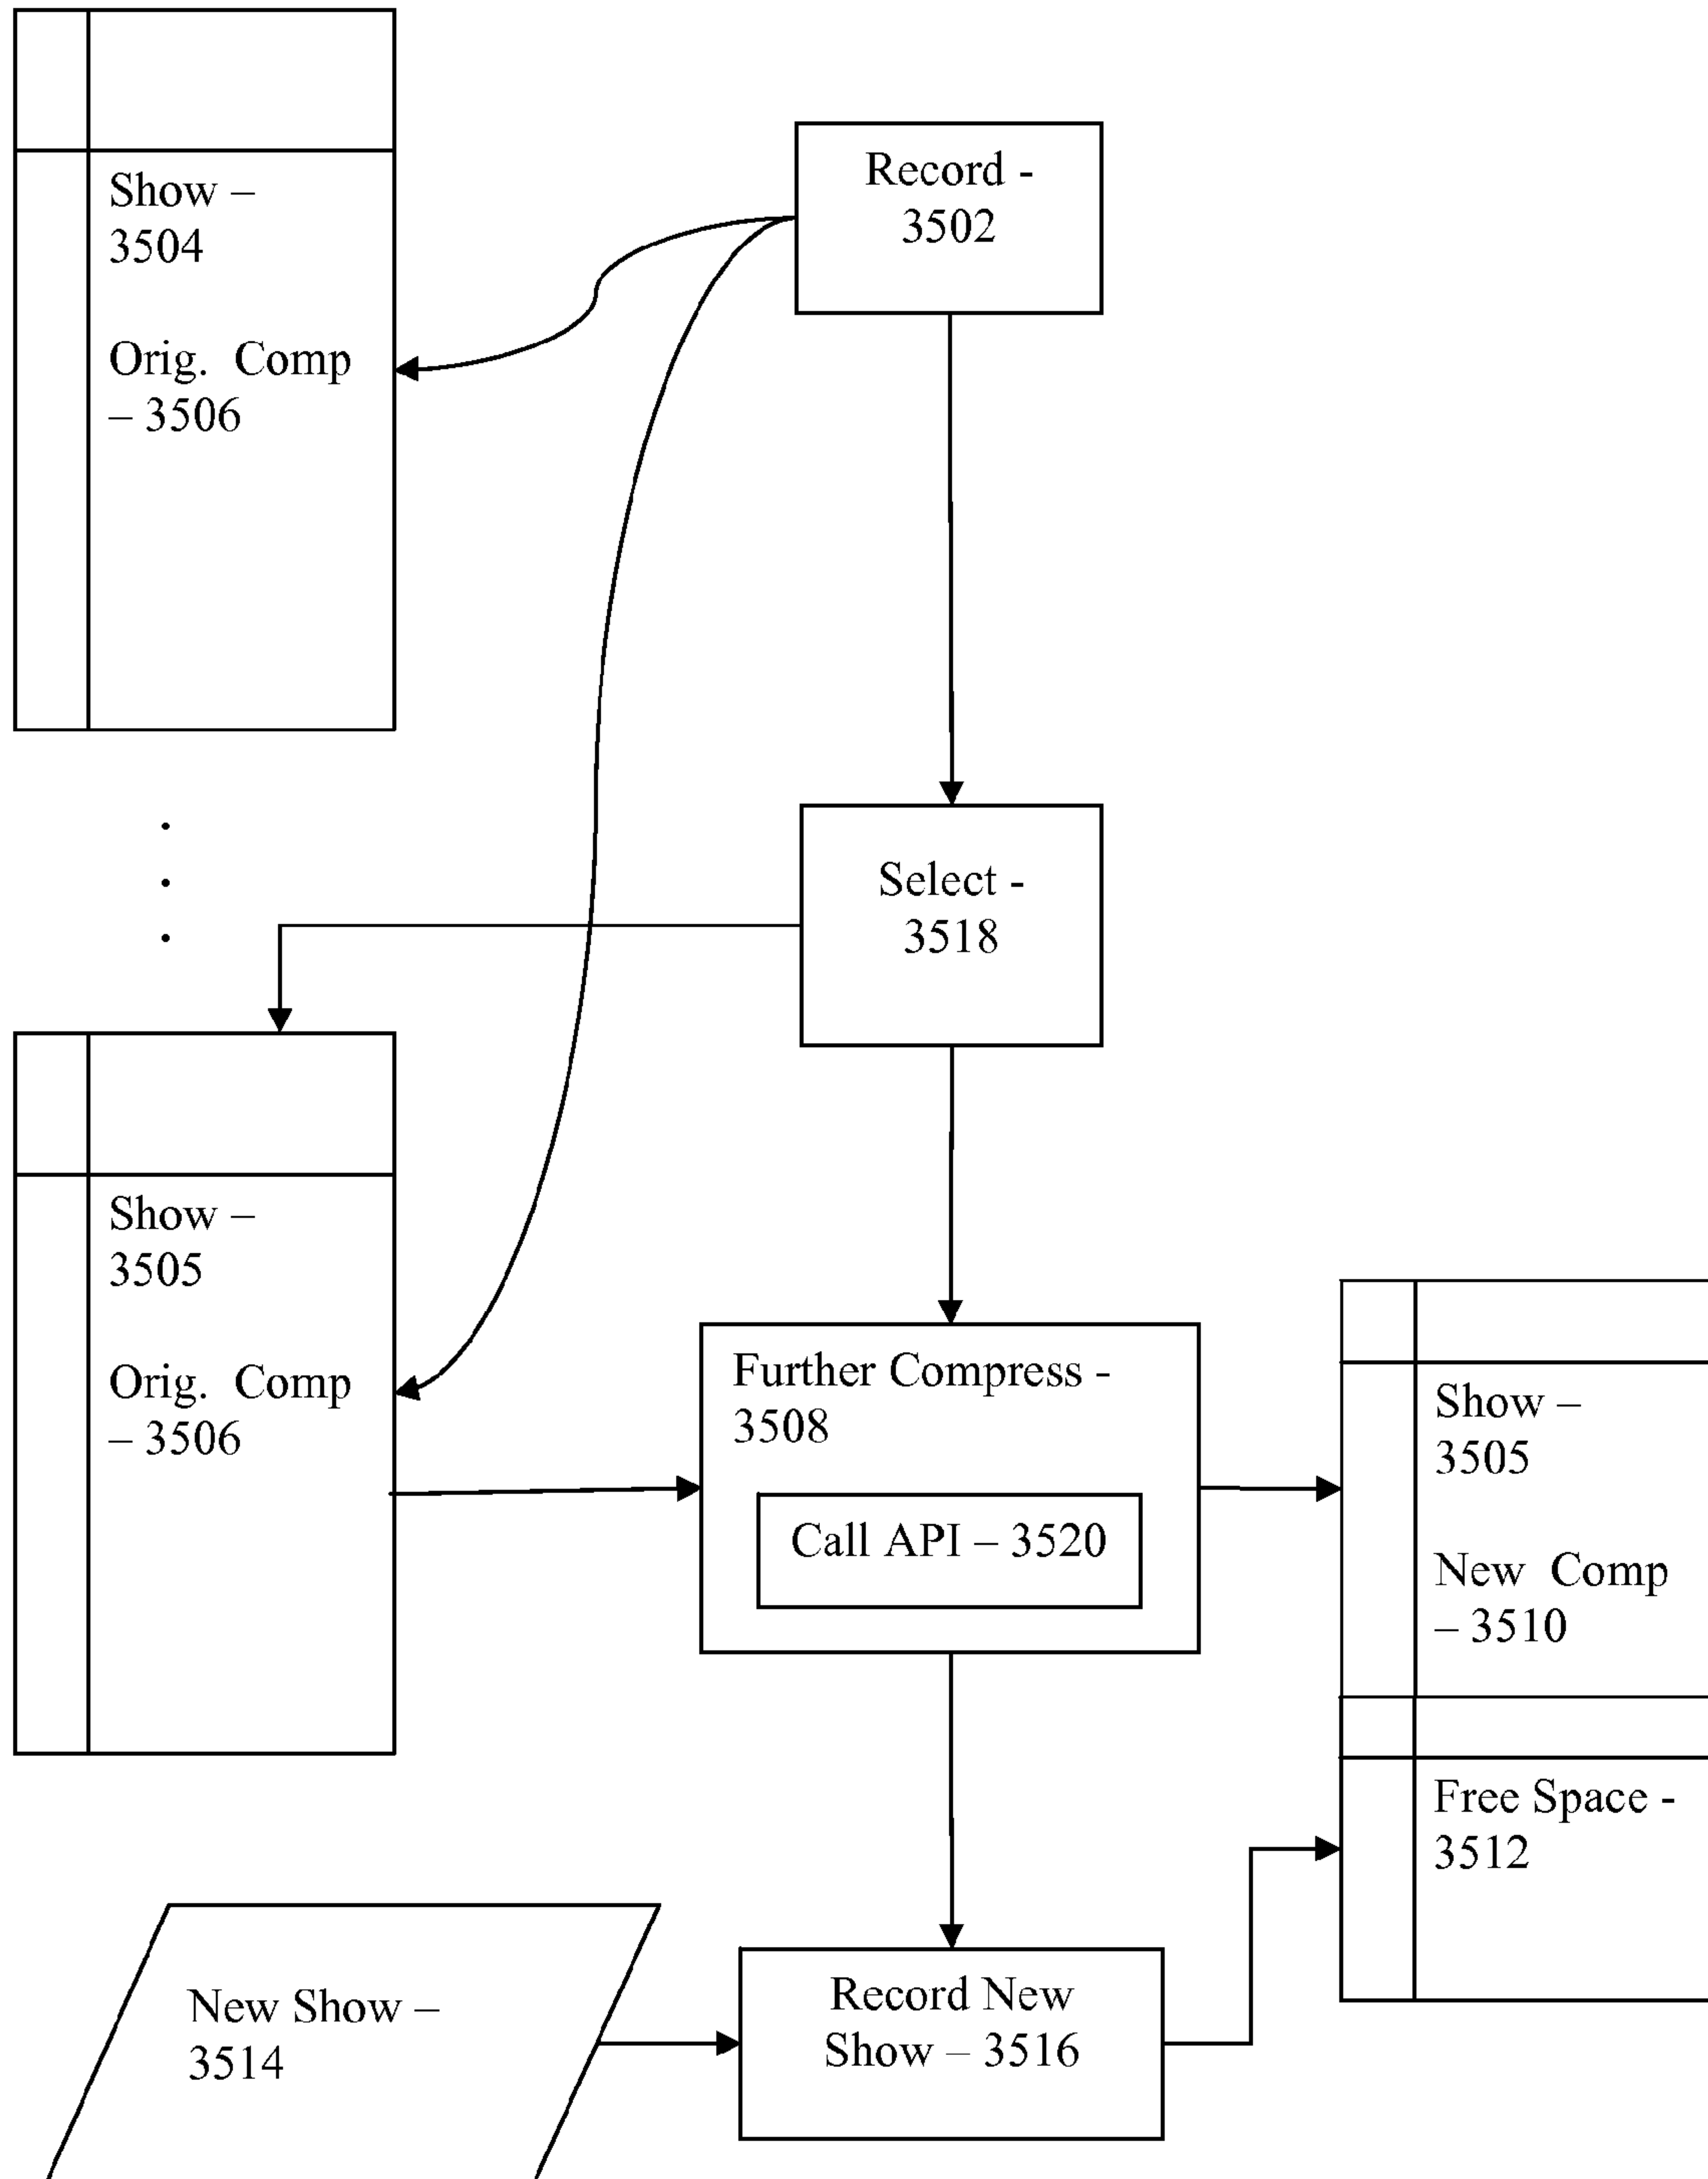 Show –
3504
Orig. Comp
– 3506
Record -
3502
Select -
3518
Show –
3505
Orig. Comp
– 3506
Further Compress -
3508
Call API – 3520
Show –
3505
New Comp
– 3510
Free Space -
3512
New Show –
3514
Record New
Show – 3516